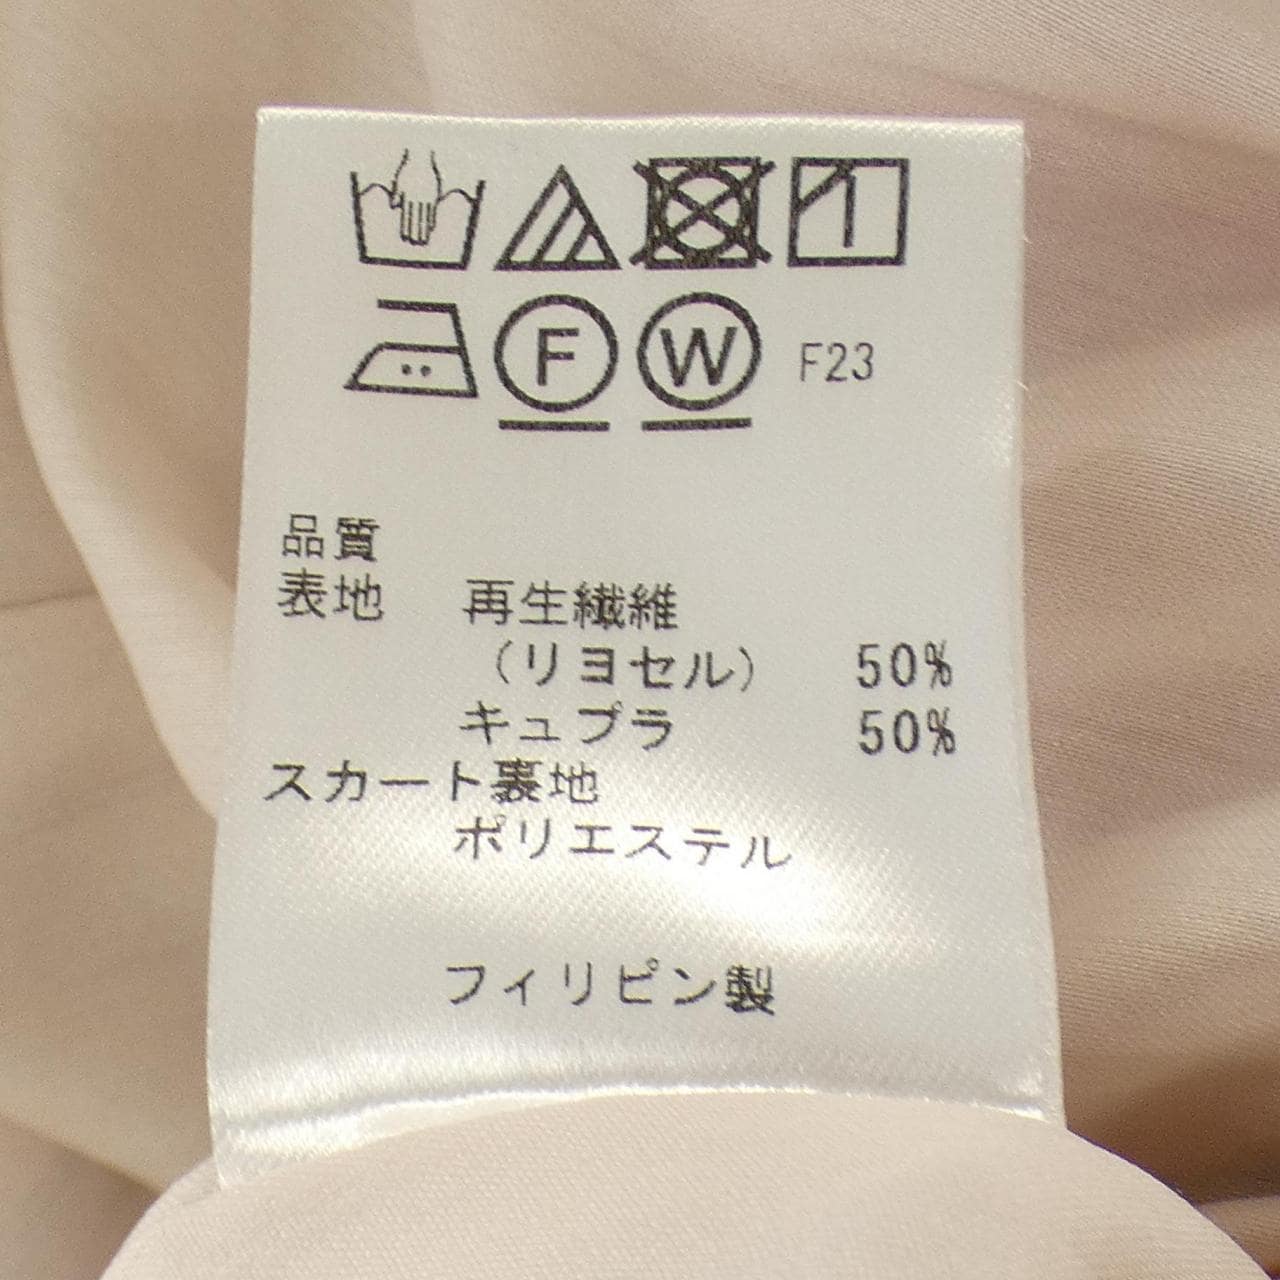 F W F23
品質
表地 再生繊維
(リヨセル) 50%
キュプラ 50%
スカート裏地
ポリエステル
フィリピン製